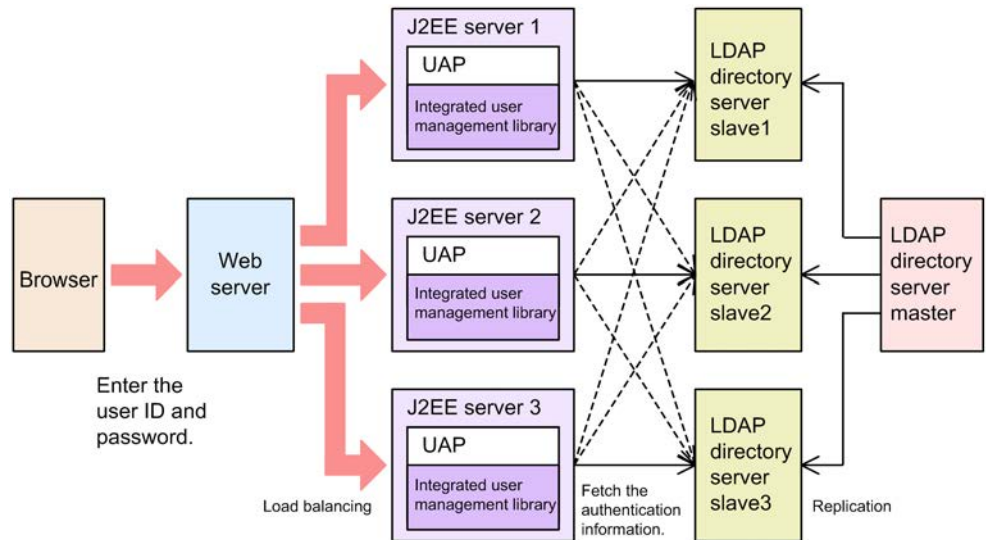 J2EE server 1
UAP
Integrated user
management library
LDAP
directory
server
slave1
Browser
Enter the
user ID and
password.
Web
server
J2EE server 2
UAP
Integrated user
management library
LDAP
directory
server
slave2
LDAP
directory
server
master
J2EE server 3
UAP
Integrated user
management library
LDAP
directory
server
slave3
Load balancing
Fetch the
authentication
information.
Replication